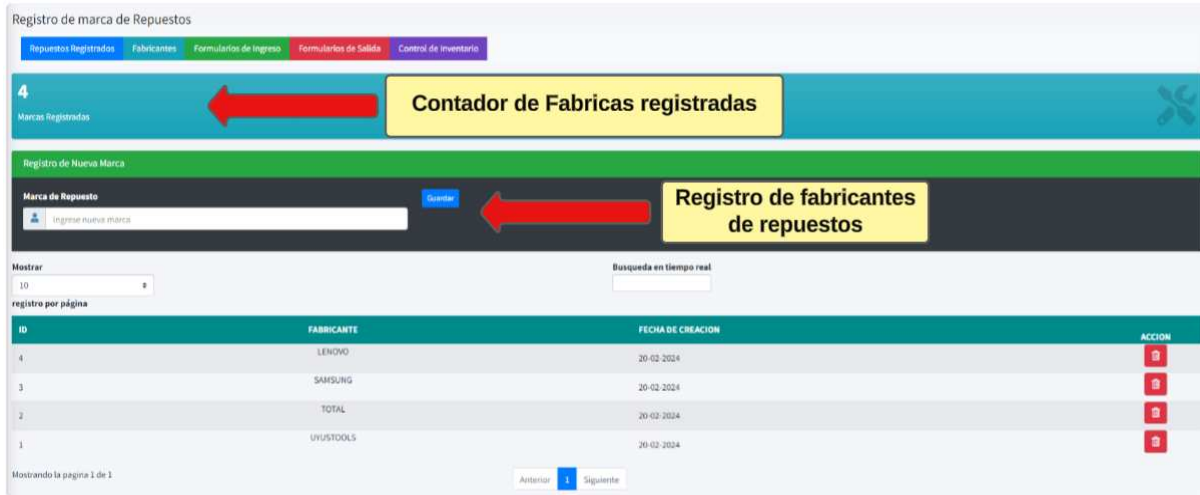 Registro de marca de Repuestos
Repuestos Registrados Fabricantes Formularios de Ingreso Formularios de Salida Control de Inventario
4
Marcas Registradas
Contador de Fabricas registradas
Registro de Nueva Marca
Marca de Repuesto
Guardar
Ingrese nueva marca
Registro de fabricantes
de repuestos
Mostrar
10
registro por página
Busqueda en tiempo real
ID FABRICANTE FECHA DE CREACION ACCION
4 LENOVO 20-02-2024
3 SAMSUNG 20-02-2024
2 TOTAL 20-02-2024
1 UYUSTOOLS 20-02-2024
Mostrando la pagina 1 de 1
Anterior 1 Siguiente